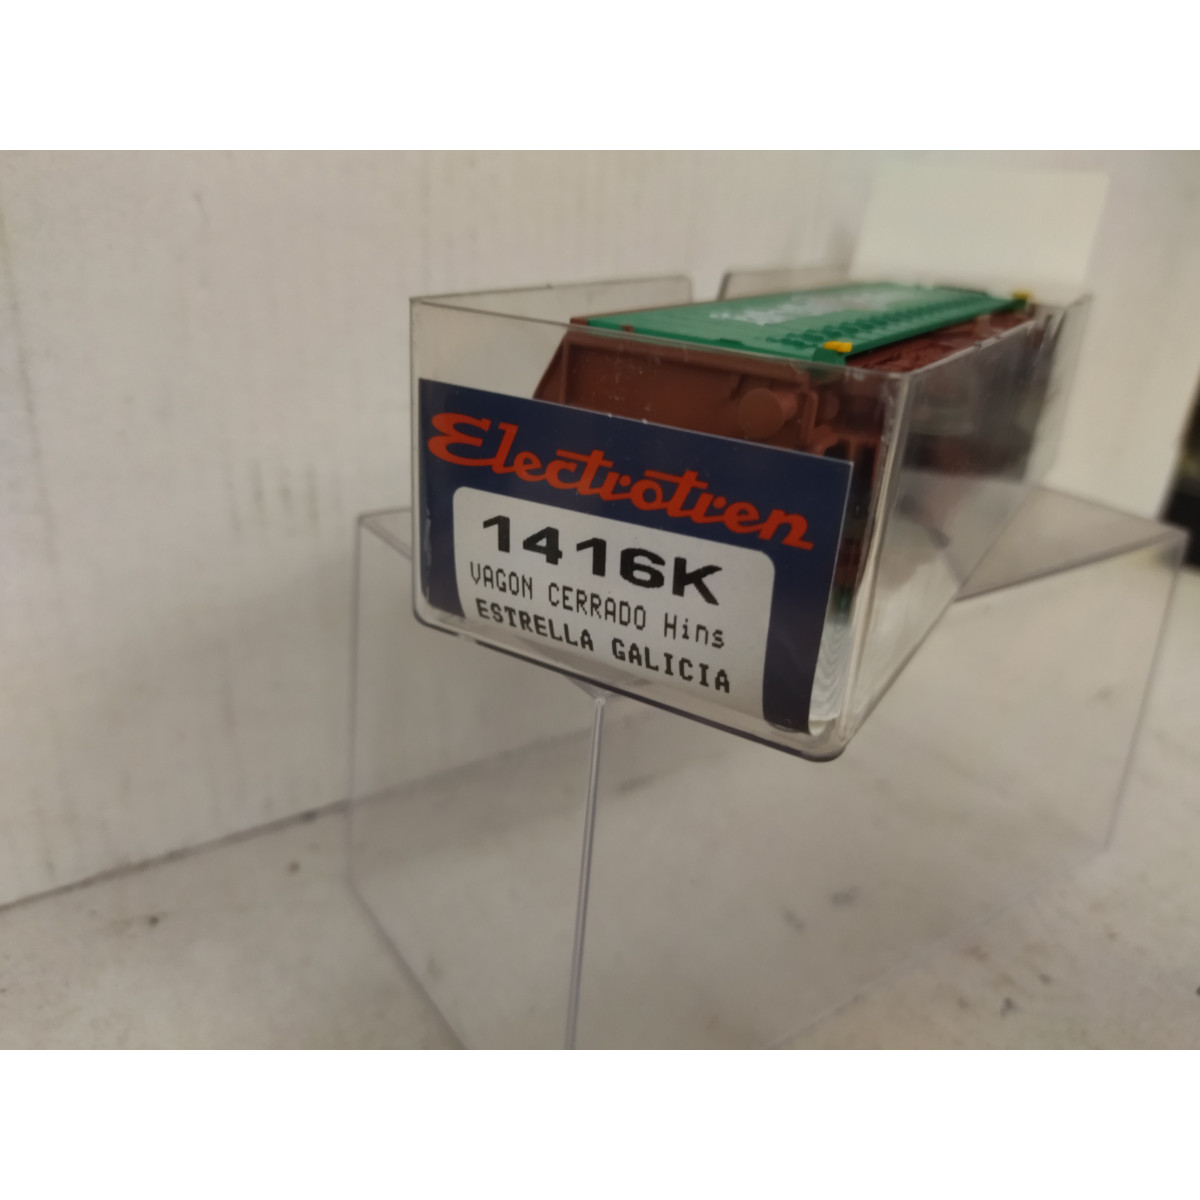 Electrotren
1416K
VAGON CERRADO Hins
ESTRELLA GALICIA